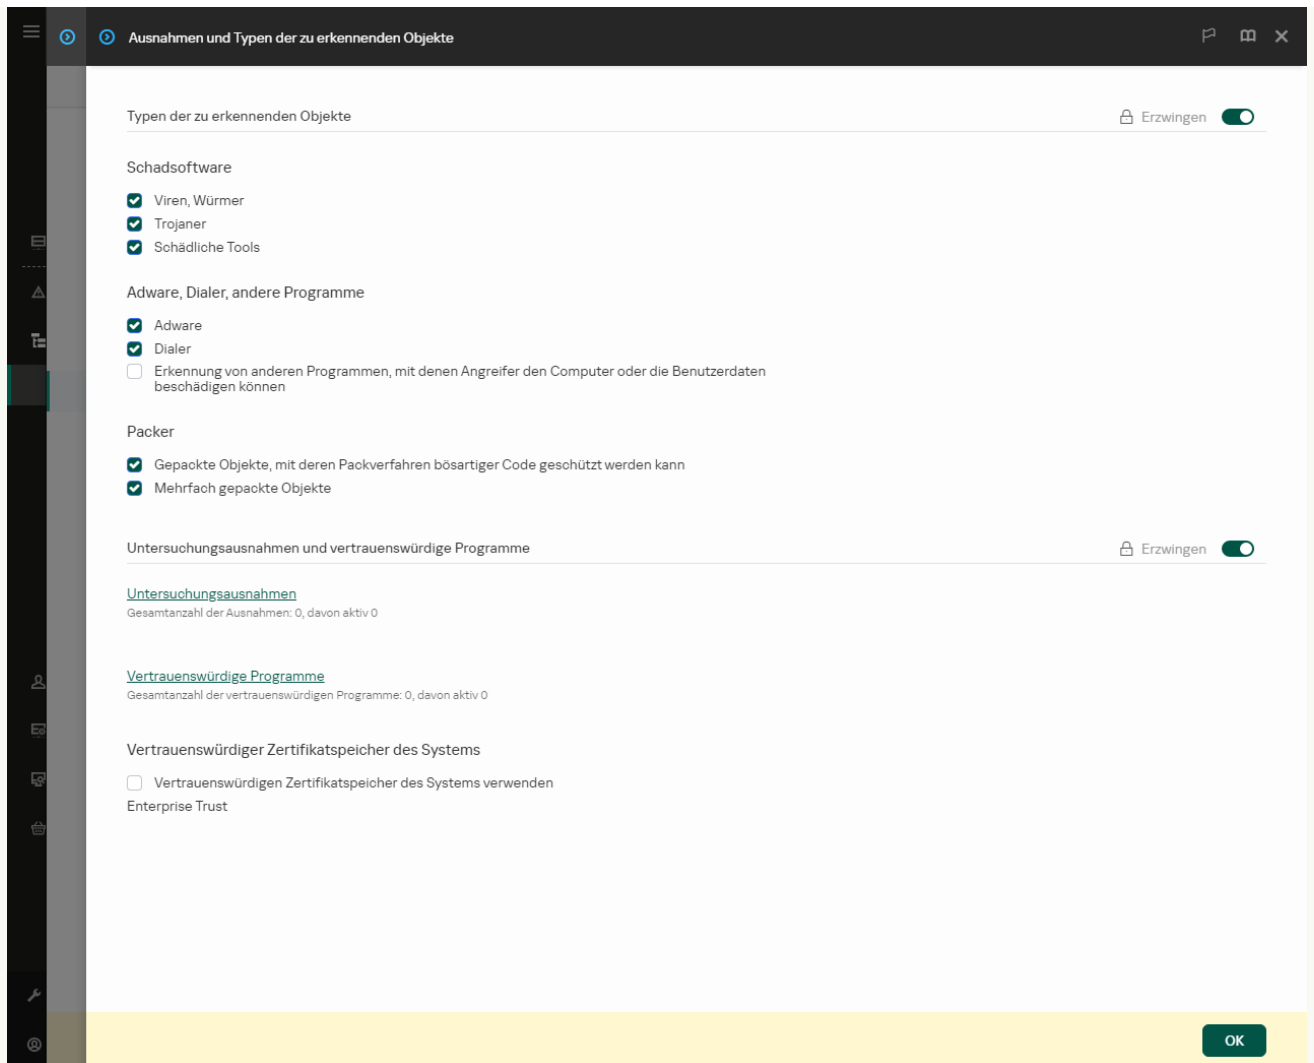 Ausnahmen und Typen der zu erkennenden Objekte
Typen der zu erkennenden Objekte
Erzwingen
Schadsoftware
Viren, Würmer
Trojaner
Schädliche Tools
Adware, Dialer, andere Programme
Adware
Dialer
Erkennung von anderen Programmen, mit denen Angreifer den Computer oder die Benutzerdaten
beschädigen können
Packer
Gepackte Objekte, mit deren Packverfahren bösartiger Code geschützt werden kann
Mehrfach gepackte Objekte
Untersuchungsausnahmen und vertrauenswürdige Programme
Erzwingen
Untersuchungsausnahmen
Gesamtanzahl der Ausnahmen: 0, davon aktiv 0
Vertrauenswürdige Programme
Gesamtanzahl der vertrauenswürdigen Programme: 0, davon aktiv 0
Vertrauenswürdiger Zertifikatspeicher des Systems
Vertrauenswürdigen Zertifikatspeicher des Systems verwenden
Enterprise Trust
OK